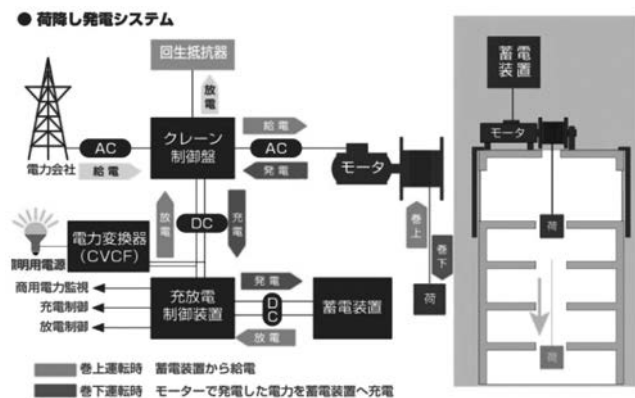 ● 荷降し発電システム
回生抵抗器
放電
電力会社
AC
給電
クレーン
制御盤
給電
AC
発電
モータ
巻上
巻下
荷
放電
DC
充電
電力変換器
(CVCF)
照明用電源
商用電力監視
充電制御
放電制御
充放電
制御装置
発電
DC
放電
蓄電装置
蓄電
装置
モータ
荷
荷
巻上運転時 蓄電装置から給電
巻下運転時 モーターで発電した電力を蓄電装置へ充電